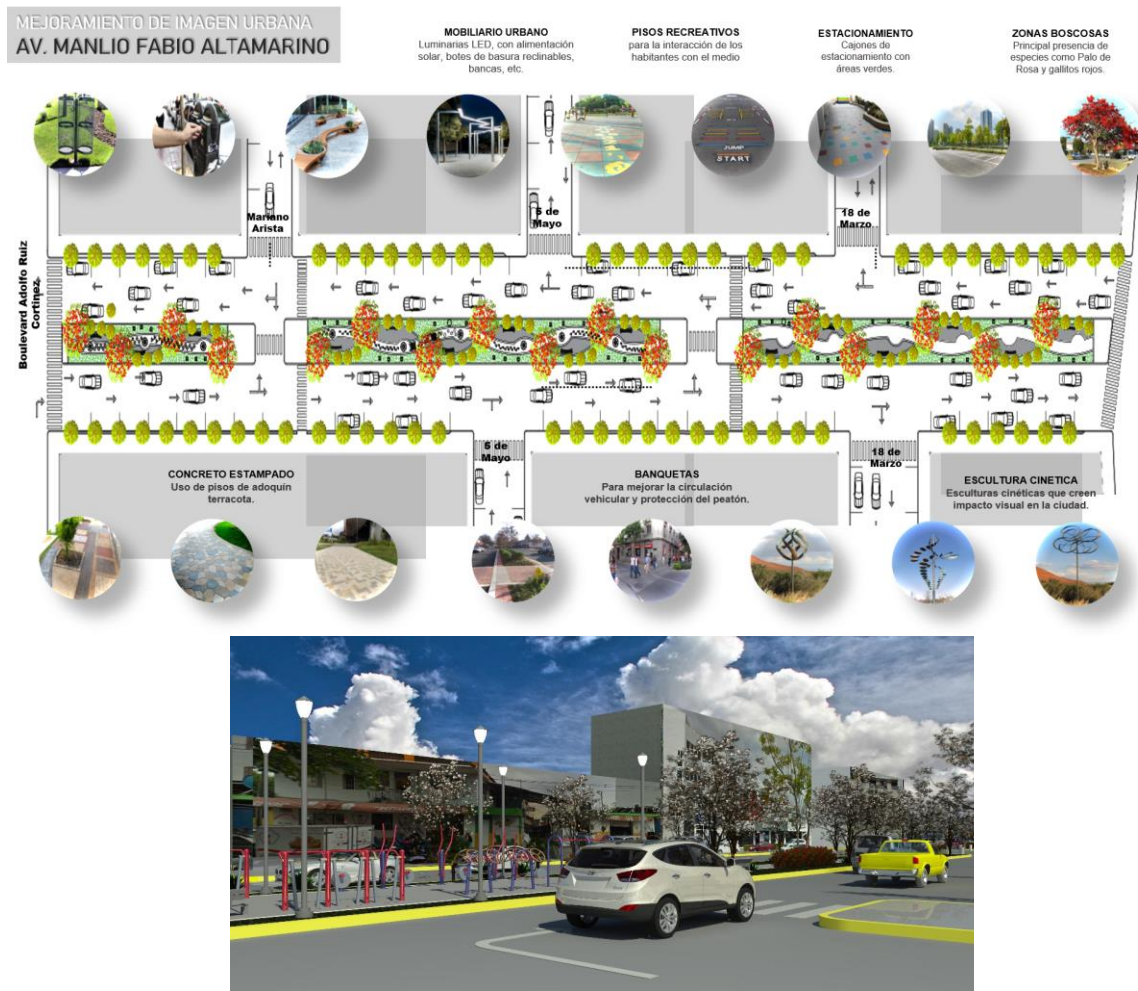 MEJORAMIENTO DE IMAGEN URBANA
AV. MANLIO FABIO ALTAMARINO
MOBILIARIO URBANO
Luminarias LED, con alimentación
solar, botes de basura reclinables,
bancas, etc.
PISOS RECREATIVOS
para la interacción de los
habitantes con el medio
ESTACIONAMIENTO
Cajones de
estacionamiento con
áreas verdes.
ZONAS BOSCOSAS
Principal presencia de
especies como Palo de
Rosa y gallitos rojos.
JUMP
START
Mariano
Arista
5 de
Mayo
18 de
Marzo
Boulevard Adolfo Ruiz
Cortinez
5 de
Mayo
18 de
Marzo
CONCRETO ESTAMPADO
Uso de pisos de adoquín
terracota.
BANQUETAS
Para mejorar la circulación
vehicular y protección del peatón.
ESCULTURA CINETICA
Esculturas cinéticas que creen
impacto visual en la ciudad.